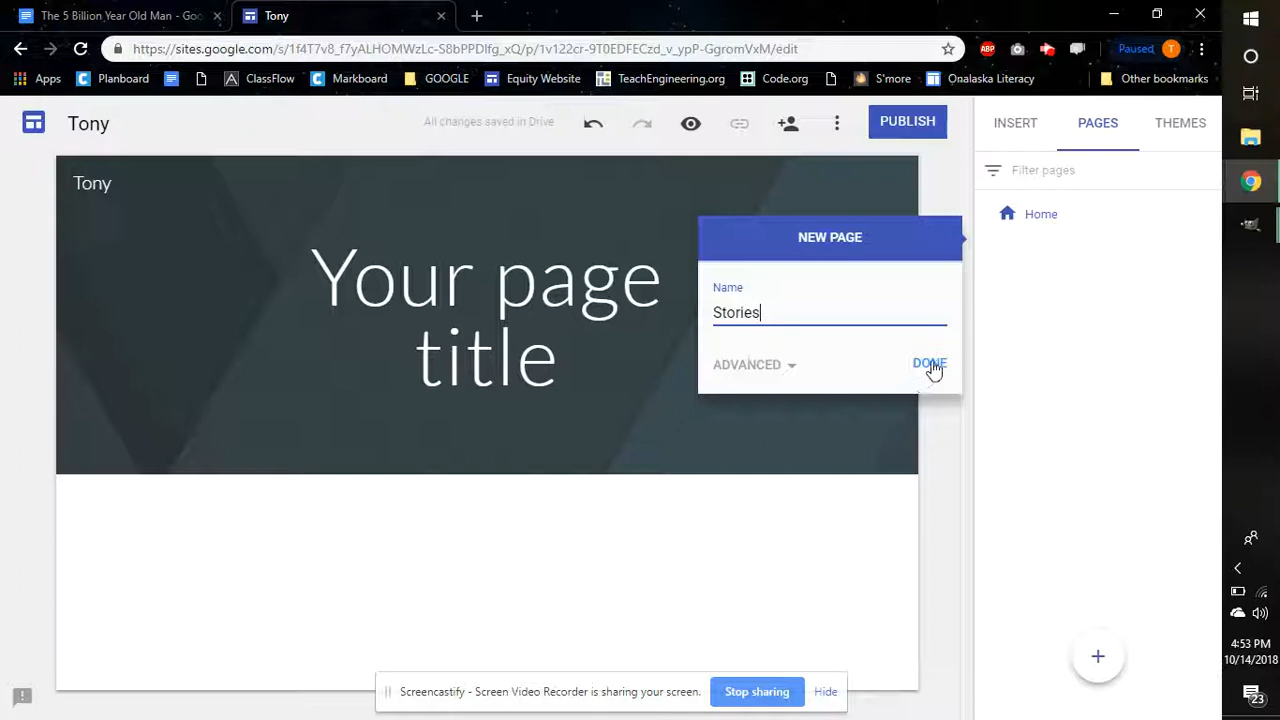 The 5 Billion Year Old Man - Goo
Tony
https://sites.google.com/s/1f4T7v8_f7yALHOMWzLc-S8bPPDlfg_xQ/p/1v122cr-9T0EDFECzd_v_ypP-GgromVxM/edit
ABP
Paused
T
Apps
Planboard
ClassFlow
Markboard
GOOGLE
Equity Website
TeachEngineering.org
Code.org
S'more
Onalaska Literacy
Other bookmarks
Tony
All changes saved in Drive
PUBLISH
INSERT
PAGES
THEMES
Filter pages
Home
Tony
Your page
title
NEW PAGE
Name
Stories
ADVANCED
DONE
+
Screencastify - Screen Video Recorder is sharing your screen.
Stop sharing
Hide
4:53 PM
10/14/2018
23